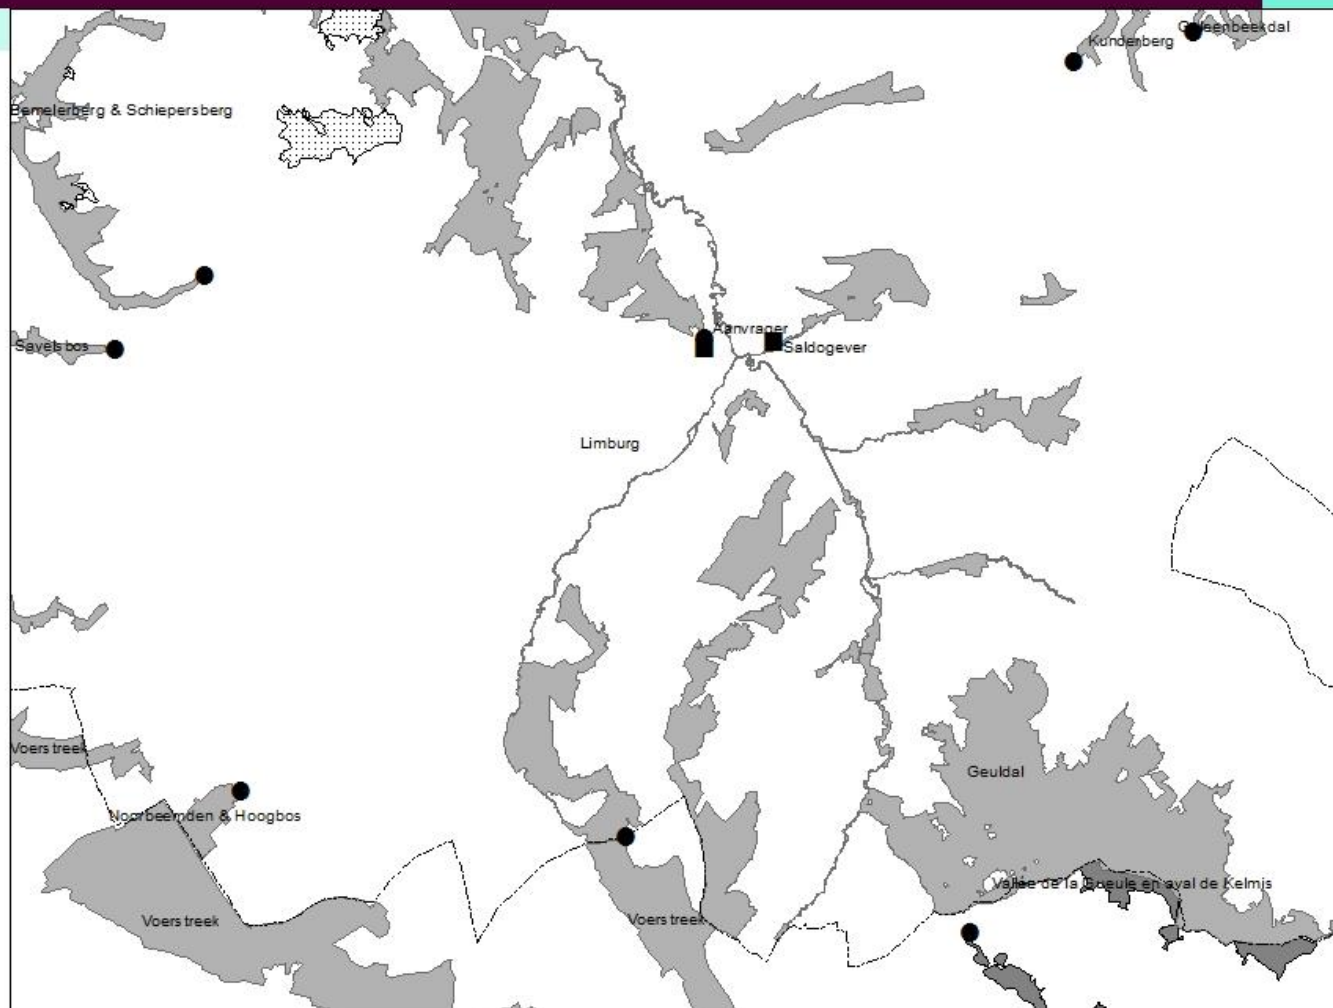 Geleenbeekdal
Kunderberg
Bemelerberg & Schiepersberg
Aanvrager
Savelsbos
Saldogever
Limburg
Voerstreek
Geuldal
Noorbeemden & Hoogbos
Vallée de la Gueule en aval de Kelmis
Voerstreek
Voerstreek